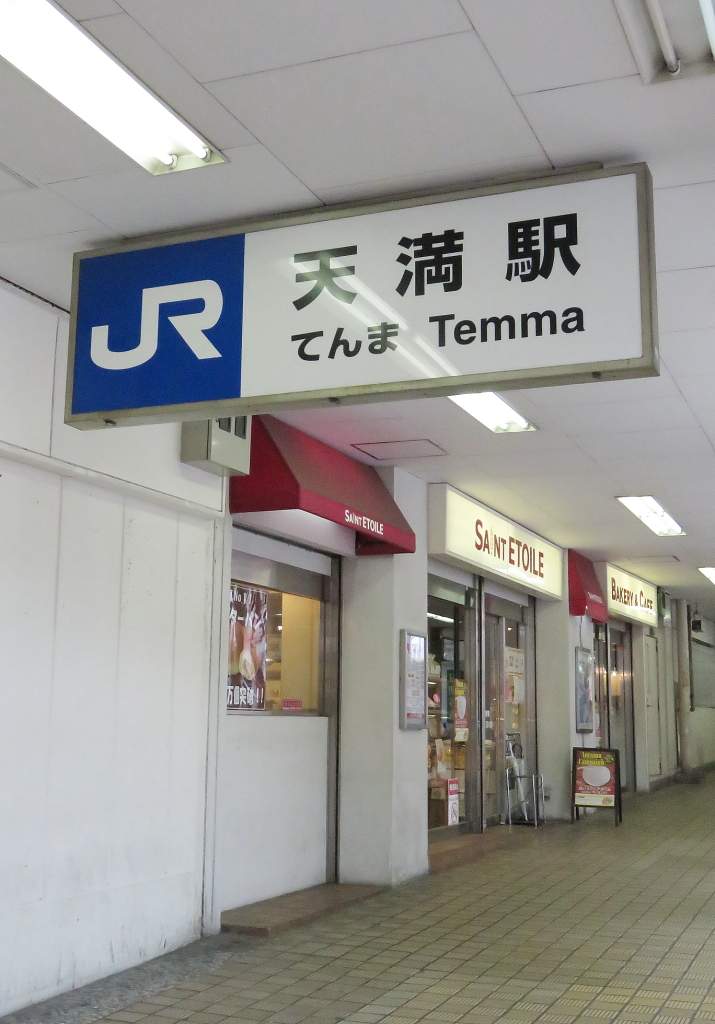 JR
天満駅
てんま Temma
SAINT ETOILE
SAINT ETOILE
BAKERY & CAFE